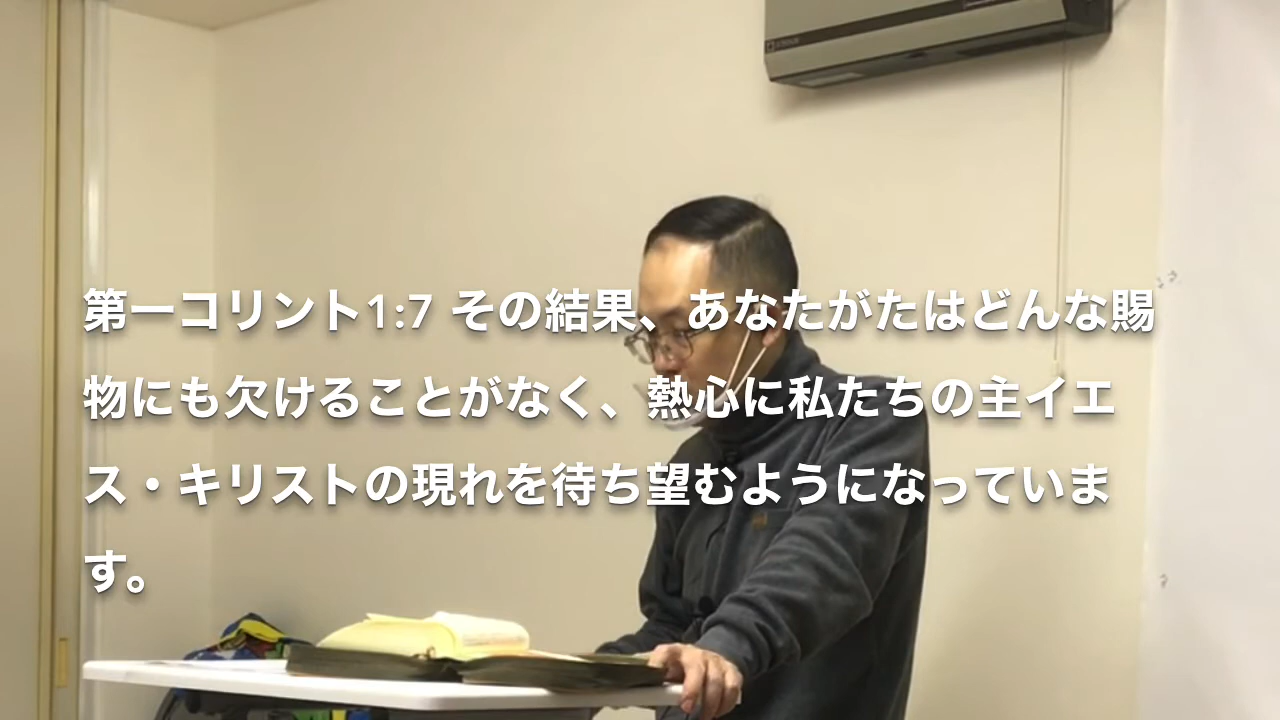 第一コリント1:7 その結果、あなたがたはどんな賜
物にも欠けることがなく、熱心に私たちの主イエ
ス・キリストの現れを待ち望むようになっていま
す。